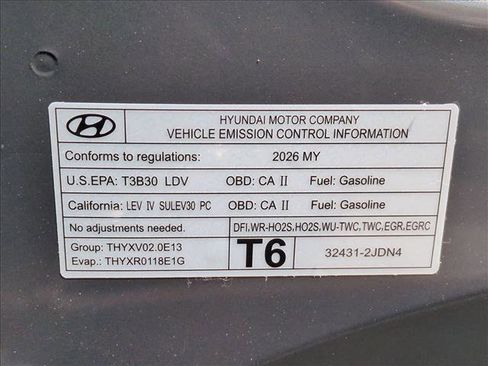 HYUNDAI MOTOR COMPANY
VEHICLE EMISSION CONTROL INFORMATION
Conforms to regulations: 2026 MY
U.S.EPA: T3B30 LDV OBD: CA II Fuel: Gasoline
California: LEV IV SULEV30 PC OBD: CA II Fuel: Gasoline
No adjustments needed. DFI,WR-HO2S,HO2S,WU-TWC,TWC,EGR,EGRC
Group: THYXV02.0E13
Evap.: THYXR0118E1G
T6
32431-2JDN4